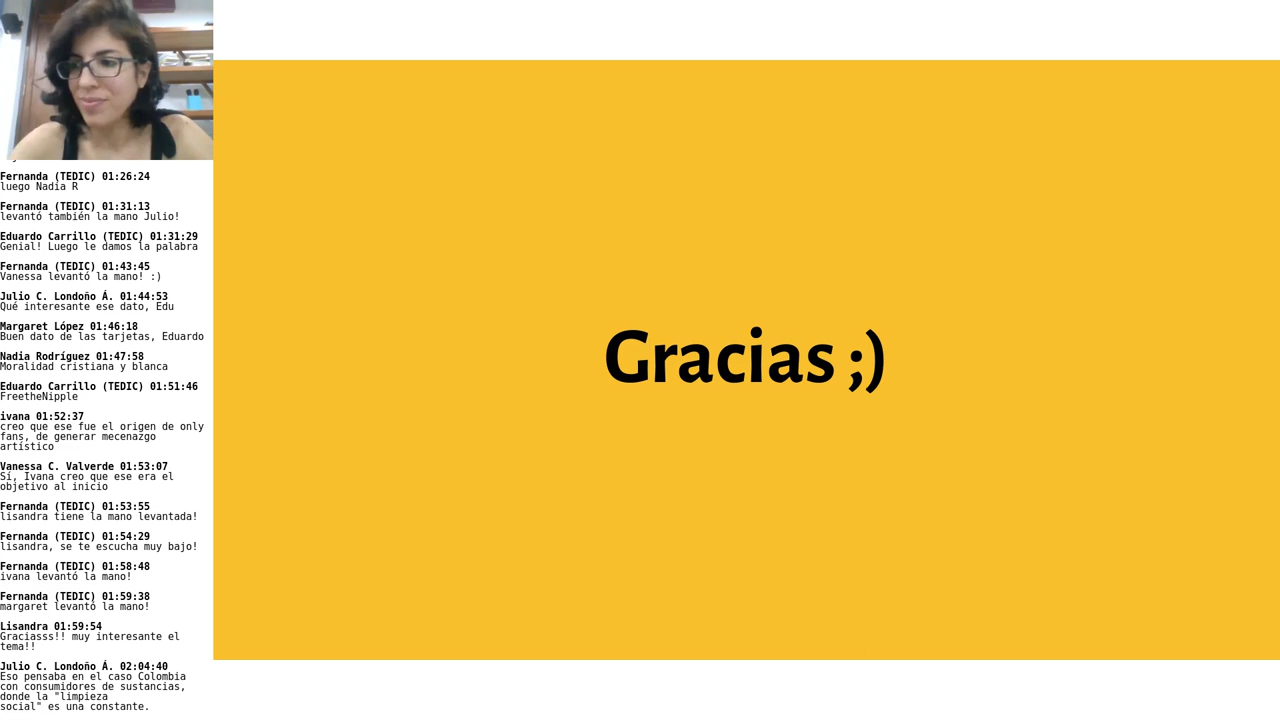 Fernanda (TEDIC) 01:26:24
luego Nadia R
Fernanda (TEDIC) 01:31:13
levantó también la mano Julio!
Eduardo Carrillo (TEDIC) 01:31:29
Genial! Luego le damos la palabra
Fernanda (TEDIC) 01:43:45
Vanessa levantó la mano! :)
Julio C. Londoño Á. 01:44:53
Qué interesante ese dato, Edu
Margaret López 01:46:18
Buen dato de las tarjetas, Eduardo
Nadia Rodríguez 01:47:58
Moralidad cristiana y blanca
Eduardo Carrillo (TEDIC) 01:51:46
FreetheNipple
ivana 01:52:37
creo que ese fue el origen de only
fans, de generar mecenazgo
artístico
Vanessa C. Valverde 01:53:07
Sí, Ivana creo que ese era el
objetivo al inicio
Fernanda (TEDIC) 01:53:55
lisandra tiene la mano levantada!
Fernanda (TEDIC) 01:54:29
lisandra, se te escucha muy bajo!
Fernanda (TEDIC) 01:58:48
ivana levantó la mano!
Fernanda (TEDIC) 01:59:38
margaret levantó la mano!
Lisandra 01:59:54
Graciasss!! muy interesante el
tema!!
Julio C. Londoño Á. 02:04:40
Eso pensaba en el caso Colombia
con consumidores de sustancias,
donde la "limpieza
social" es una constante.
Gracias ;)